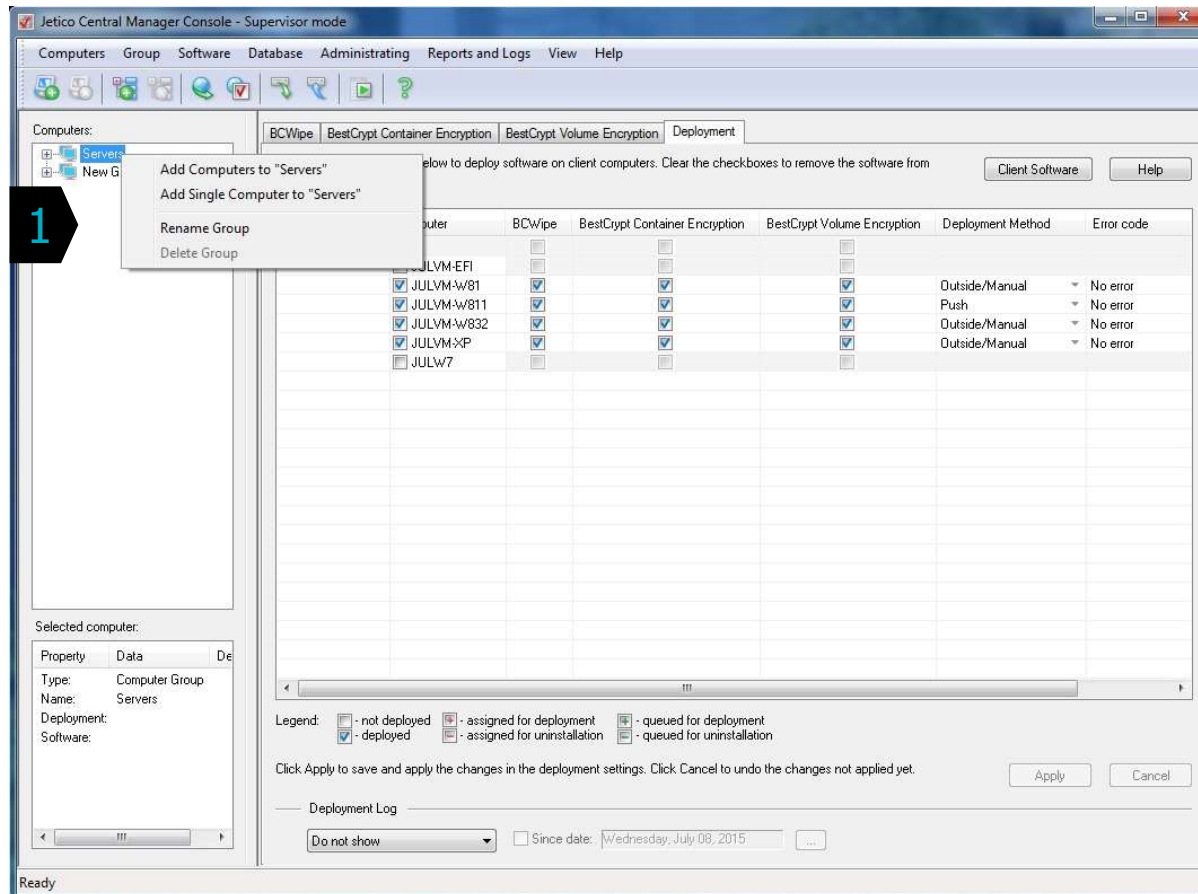 Jetico Central Manager Console - Supervisor mode
Computers Group Software Database Administrating Reports and Logs View Help
Computers:
BCWipe BestCrypt Container Encryption BestCrypt Volume Encryption Deployment
Servers
New G
elow to deploy software on client computers. Clear the checkboxes to remove the software from
Client Software Help
Add Computers to "Servers"
Add Single Computer to "Servers"
Rename Group
Delete Group
1
puter BCWipe BestCrypt Container Encryption BestCrypt Volume Encryption Deployment Method Error code
JULVM-EFI
JULVM-W81 Outside/Manual No error
JULVM-W811 Push No error
JULVM-W832 Outside/Manual No error
JULVM-XP Outside/Manual No error
JULW7
Selected computer:
Property Data De
Type: Computer Group
Name: Servers
Deployment:
Software:
Legend: - not deployed - assigned for deployment - queued for deployment
- deployed - assigned for uninstallation - queued for uninstallation
Click Apply to save and apply the changes in the deployment settings. Click Cancel to undo the changes not applied yet.
Apply Cancel
Deployment Log
Do not show Since date: Wednesday, July 08, 2015 ...
Ready